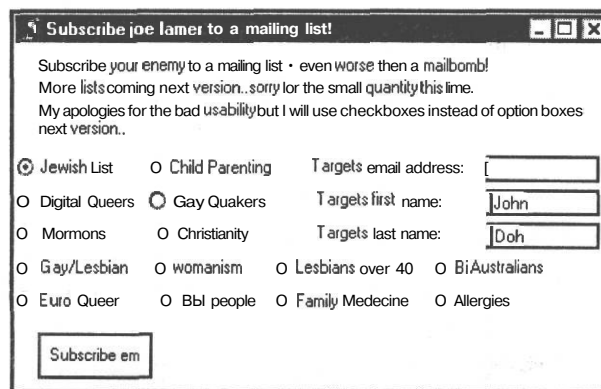 Subscribe joe lamer to a mailing list!
Subscribe your enemy to a mailing list · even worse then a mailbomb!
More lists coming next version..sorry lor the small quantity this lime.
My apologies for the bad usability but I will use checkboxes instead of option boxes
next version..
Jewish List Child Parenting Targets email address:
Digital Queers Gay Quakers Targets first name: John
Mormons Christianity Targets last name: Doh
Gay/Lesbian womanism Lesbians over 40 BiAustralians
Euro Queer BЫ people Family Medecine Allergies
Subscribe em